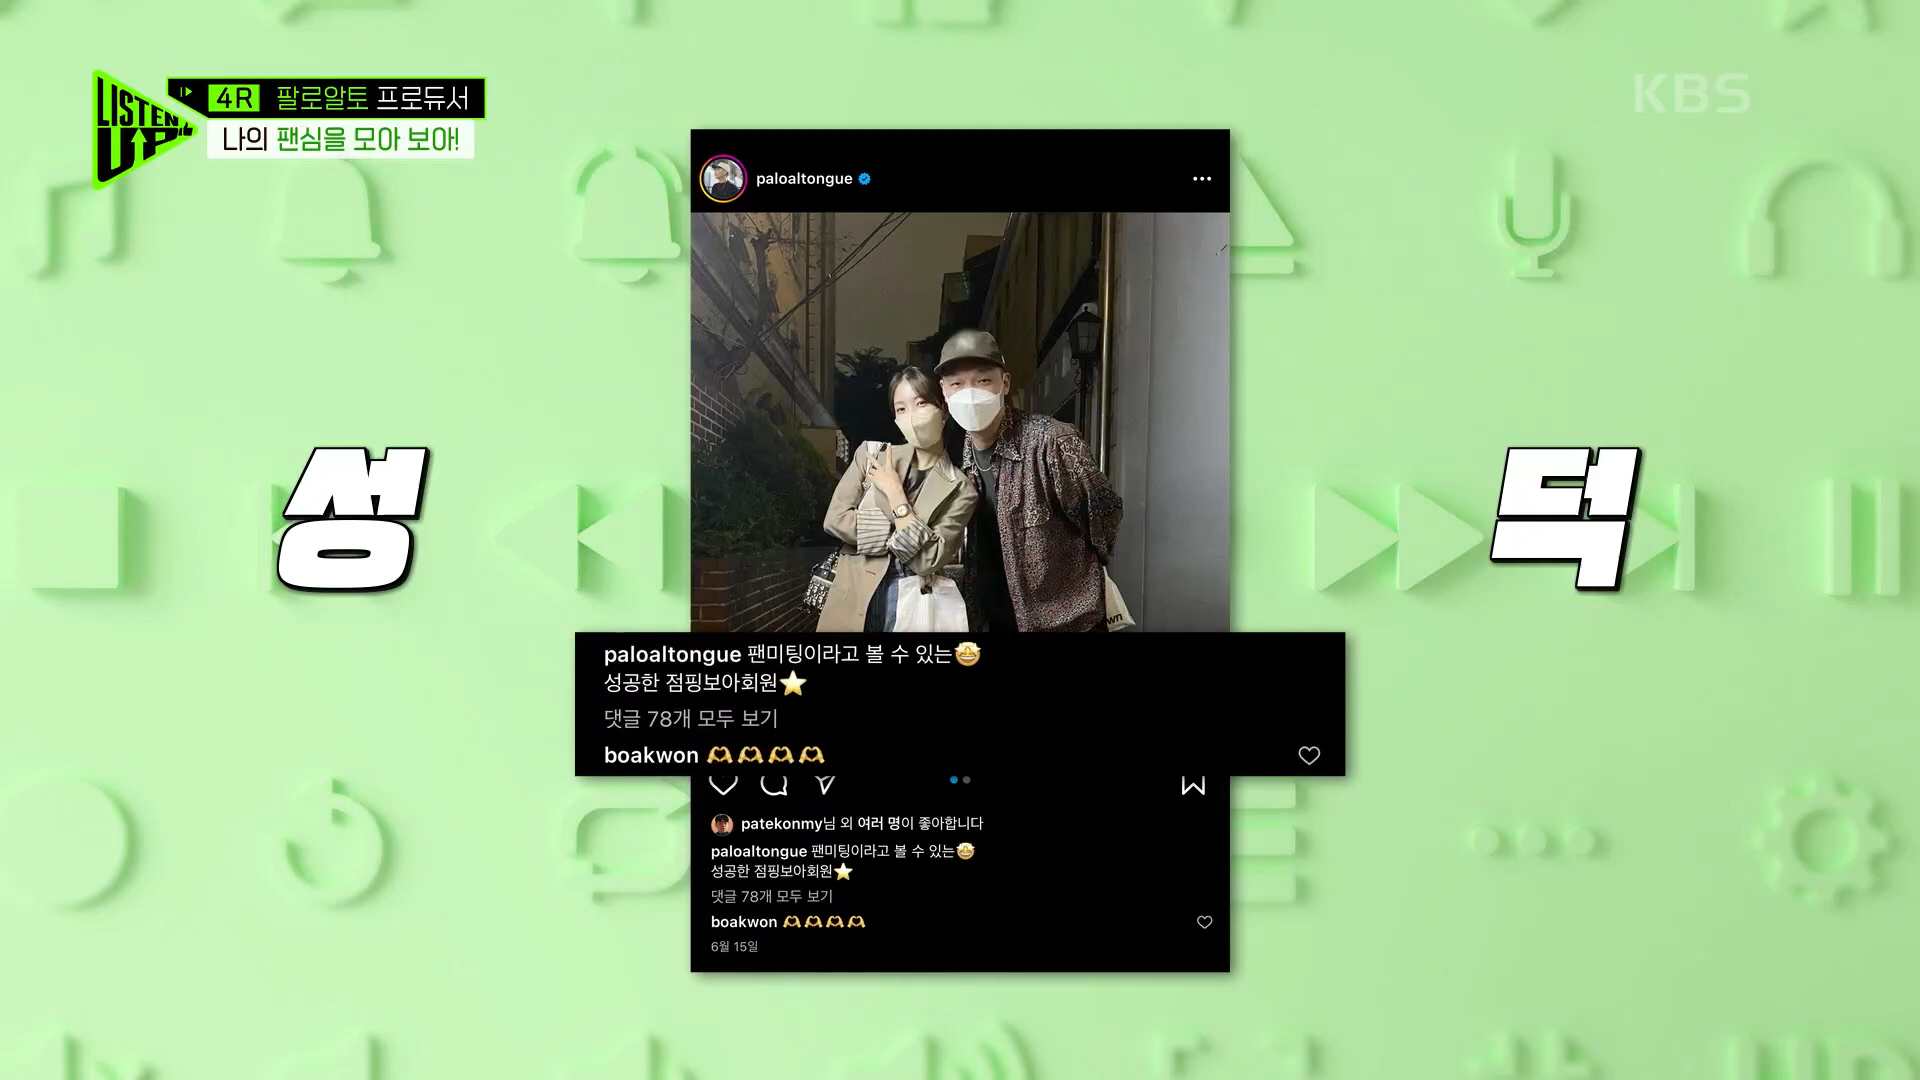 LISTEN UP
4R 팔로알토 프로듀서
나의 팬심을 모아 보아!
KBS
paloaltongue
성 덕
wn
paloaltongue 팬미팅이라고 볼 수 있는🤩
성공한 점핑보아회원⭐
댓글 78개 모두 보기
boakwon 🫶🫶🫶🫶
patekonmy님 외 여러 명이 좋아합니다
paloaltongue 팬미팅이라고 볼 수 있는🤩
성공한 점핑보아회원⭐
댓글 78개 모두 보기
boakwon 🫶🫶🫶🫶
6월 15일